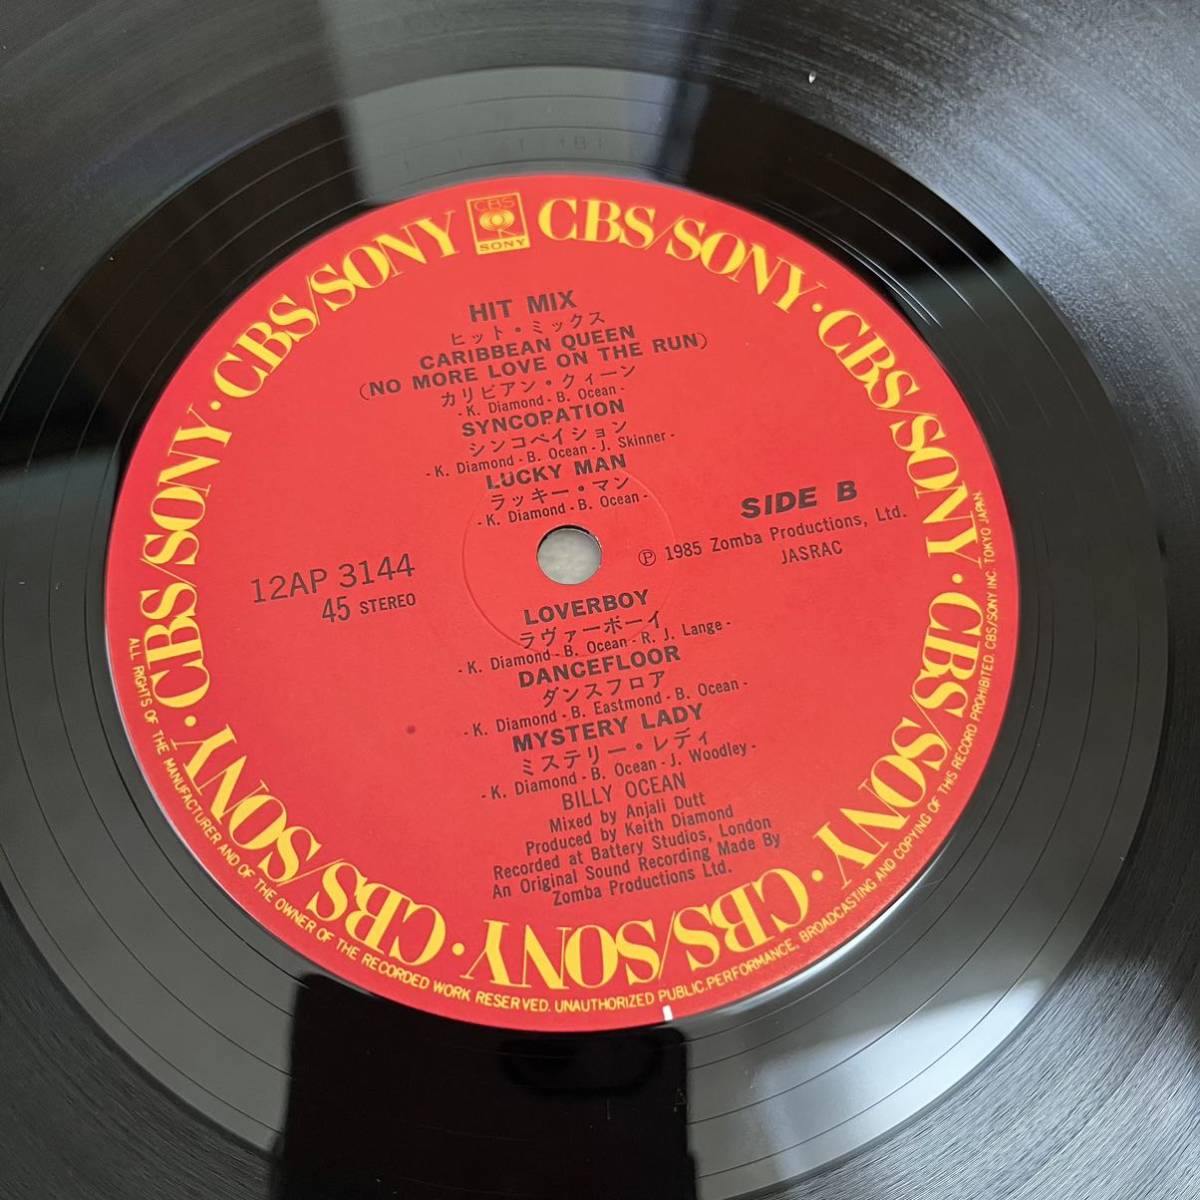 CBS/SONY · CBS/SONY · CBS/SONY · CBS/SONY · CBS/SONY · CBS/SONY · CBS/SONY · CBS/SONY
CBS
SONY
HIT MIX
ヒット・ミックス
CARIBBEAN QUEEN
(NO MORE LOVE ON THE RUN)
カリビアン・クィーン
- K. Diamond - B. Ocean -
SYNCOPATION
シンコペイション
- K. Diamond - B. Ocean - J. Skinner -
LUCKY MAN
ラッキー・マン
- K. Diamond - B. Ocean -
SIDE B
12AP 3144
45 STEREO
Ⓟ 1985 Zomba Productions, Ltd.
JASRAC
LOVERBOY
ラヴァーボーイ
- K. Diamond - B. Ocean - R. J. Lange -
DANCEFLOOR
ダンスフロア
- K. Diamond - B. Eastmond - B. Ocean -
MYSTERY LADY
ミステリー・レディ
- K. Diamond - B. Ocean - J. Woodley -
BILLY OCEAN
Mixed by Anjali Dutt
Produced by Keith Diamond
Recorded at Battery Studios, London
An Original Sound Recording Made By
Zomba Productions Ltd.
ALL RIGHTS OF THE MANUFACTURER AND OF THE OWNER OF THE RECORDED WORK RESERVED. UNAUTHORIZED PUBLIC.PERFORMANCE, BROADCASTING AND COPYING OF THIS RECORD PROHIBITED. CBS/SONY INC. TOKYO JAPAN.